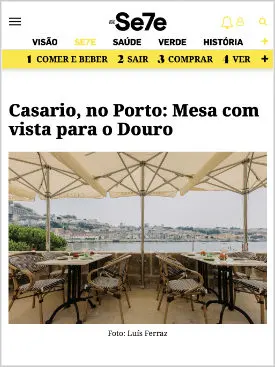 Se7e
VISÃO SE7E SAÚDE VERDE HISTÓRIA +
1 COMER E BEBER 2 SAIR 3 COMPRAR 4 VER +
Casario, no Porto: Mesa com
vista para o Douro
Foto: Luís Ferraz